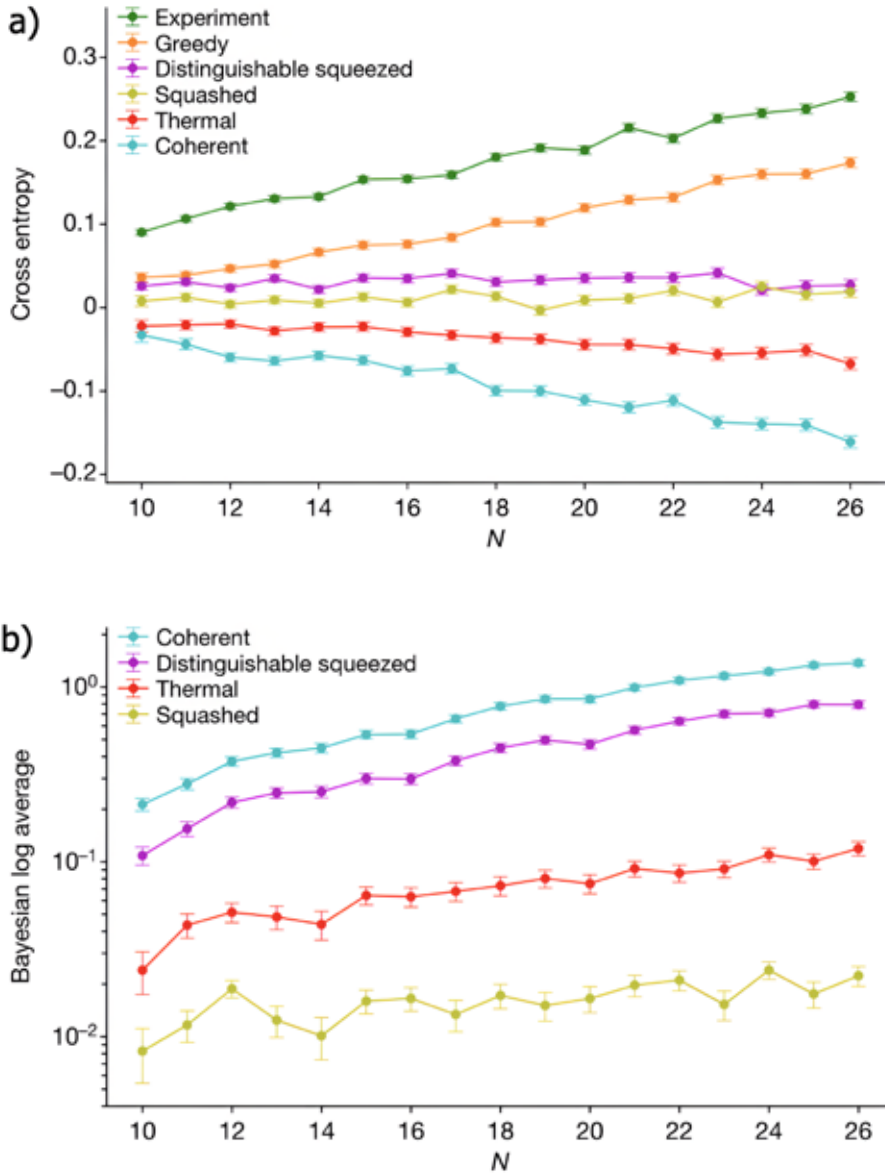 a)
Experiment
Greedy
Distinguishable squeezed
Squashed
Thermal
Coherent
0.3
0.2
0.1
0
−0.1
−0.2
Cross entropy
10 12 14 16 18 20 22 24 26
N
b)
Coherent
Distinguishable squeezed
Thermal
Squashed
10⁰
10⁻¹
10⁻²
Bayesian log average
10 12 14 16 18 20 22 24 26
N